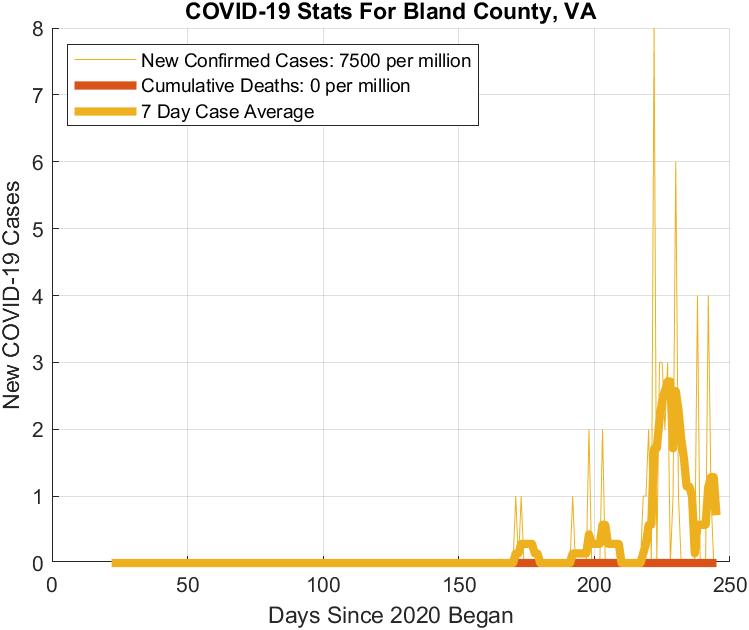 COVID-19 Stats For Bland County, VA
8
7
6
5
4
3
2
1
0
New COVID-19 Cases
New Confirmed Cases: 7500 per million
Cumulative Deaths: 0 per million
7 Day Case Average
0 50 100 150 200 250
Days Since 2020 Began